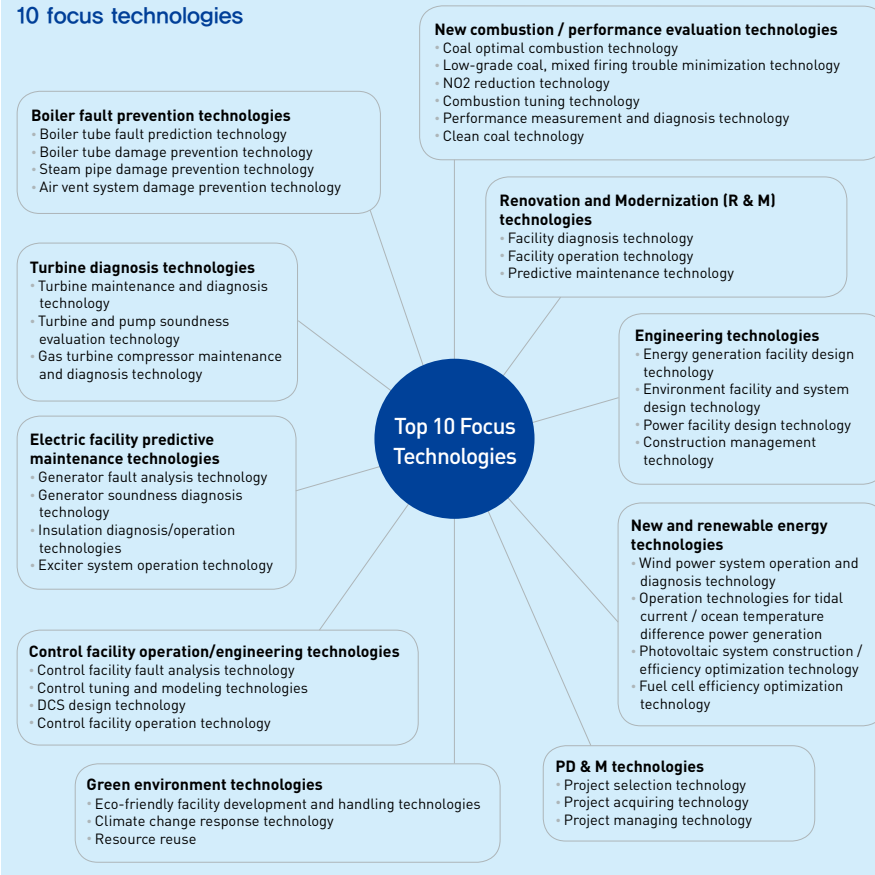 10 focus technologies
New combustion / performance evaluation technologies
• Coal optimal combustion technology
• Low-grade coal, mixed firing trouble minimization technology
• NO2 reduction technology
• Combustion tuning technology
• Performance measurement and diagnosis technology
• Clean coal technology
Boiler fault prevention technologies
• Boiler tube fault prediction technology
• Boiler tube damage prevention technology
• Steam pipe damage prevention technology
• Air vent system damage prevention technology
Renovation and Modernization (R & M)
technologies
• Facility diagnosis technology
• Facility operation technology
• Predictive maintenance technology
Turbine diagnosis technologies
• Turbine maintenance and diagnosis
technology
• Turbine and pump soundness
evaluation technology
• Gas turbine compressor maintenance
and diagnosis technology
Engineering technologies
• Energy generation facility design
technology
• Environment facility and system
design technology
• Power facility design technology
• Construction management
technology
Top 10 Focus
Technologies
Electric facility predictive
maintenance technologies
• Generator fault analysis technology
• Generator soundness diagnosis
technology
• Insulation diagnosis/operation
technologies
• Exciter system operation technology
New and renewable energy
technologies
• Wind power system operation and
diagnosis technology
• Operation technologies for tidal
current / ocean temperature
difference power generation
• Photovoltaic system construction /
efficiency optimization technology
• Fuel cell efficiency optimization
technology
Control facility operation/engineering technologies
• Control facility fault analysis technology
• Control tuning and modeling technologies
• DCS design technology
• Control facility operation technology
PD & M technologies
• Project selection technology
• Project acquiring technology
• Project managing technology
Green environment technologies
• Eco-friendly facility development and handling technologies
• Climate change response technology
• Resource reuse